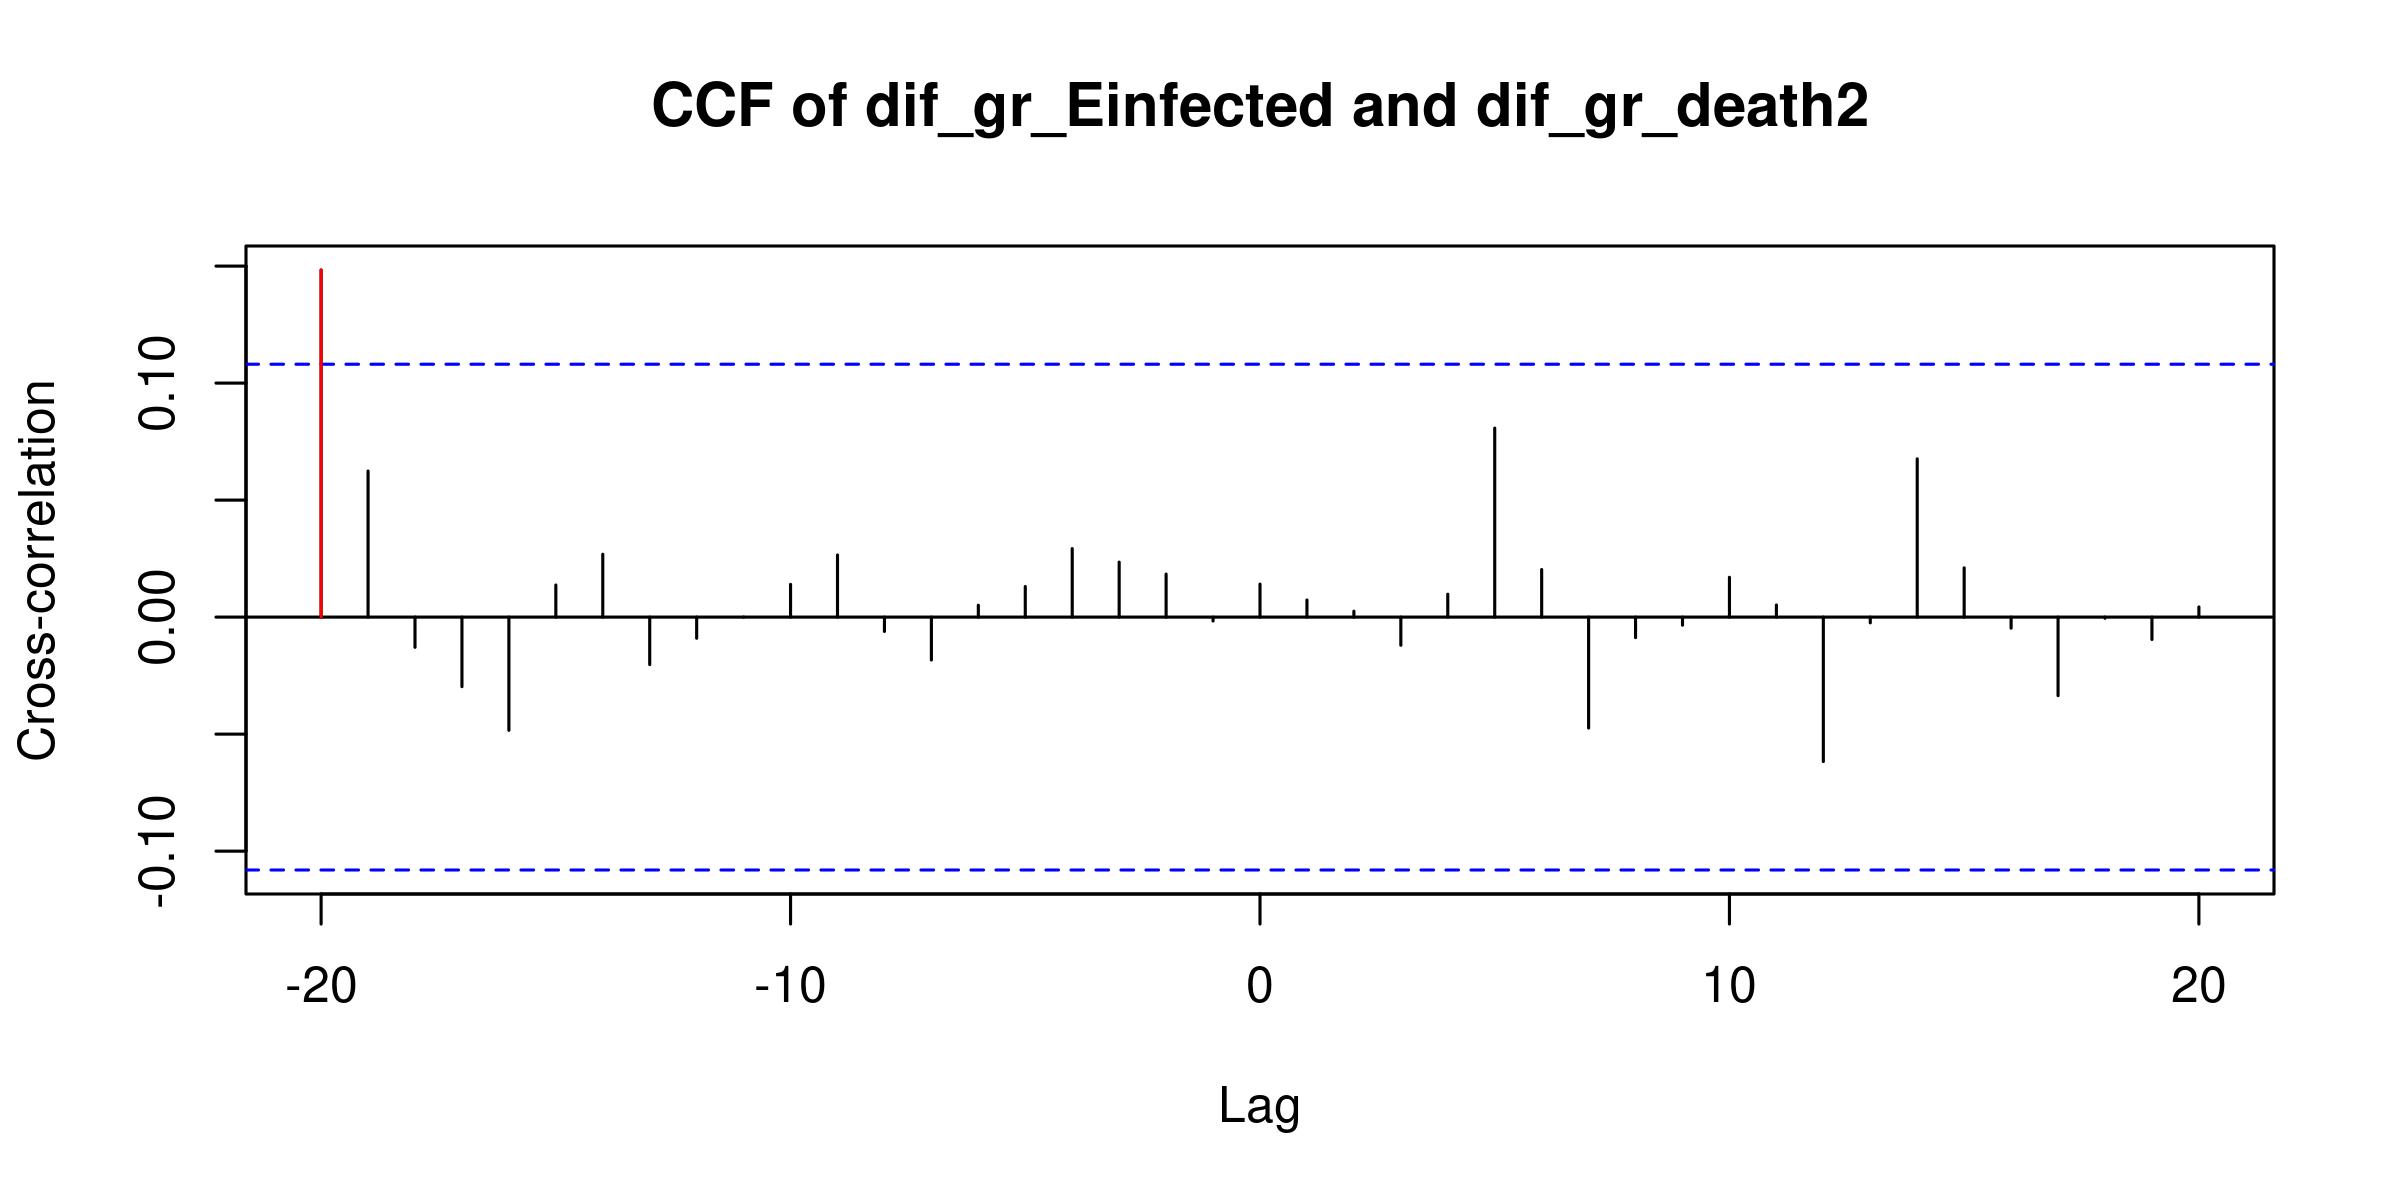 CCF of dif_gr_Einfected and dif_gr_death2
Cross-correlation
0.10
0.00
-0.10
-20 -10 0 10 20
Lag